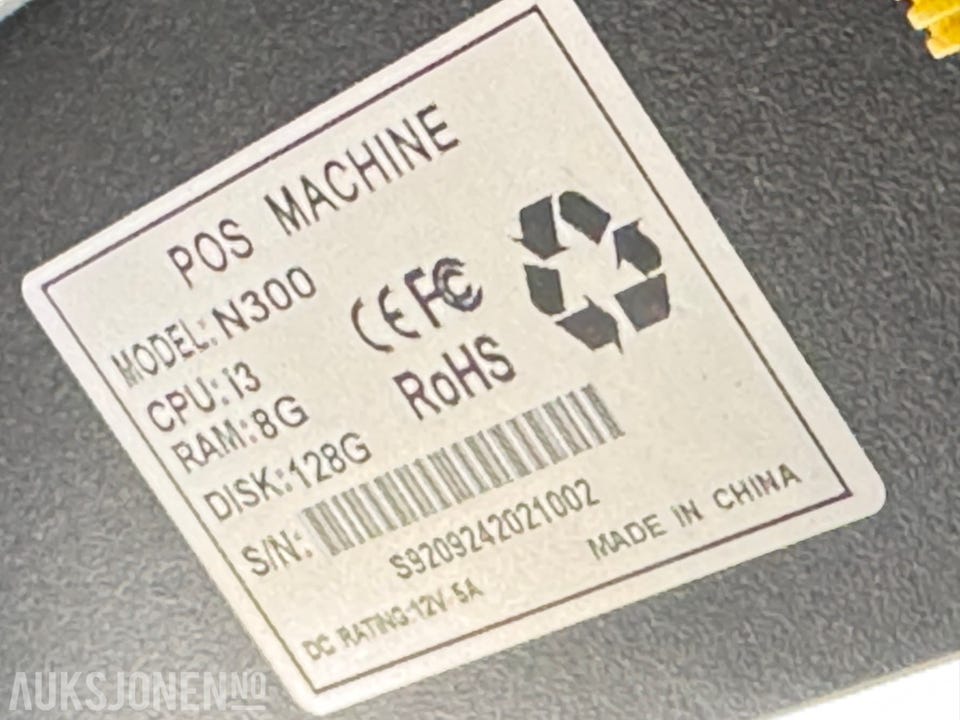 POS MACHINE
MODEL: N300
CPU: i3
RAM: 8G
DISK: 128G
CE FC
RoHS
S/N:
S9209242021002
DC RATING:12V 5A
MADE IN CHINA
AUKSJONEN.NO